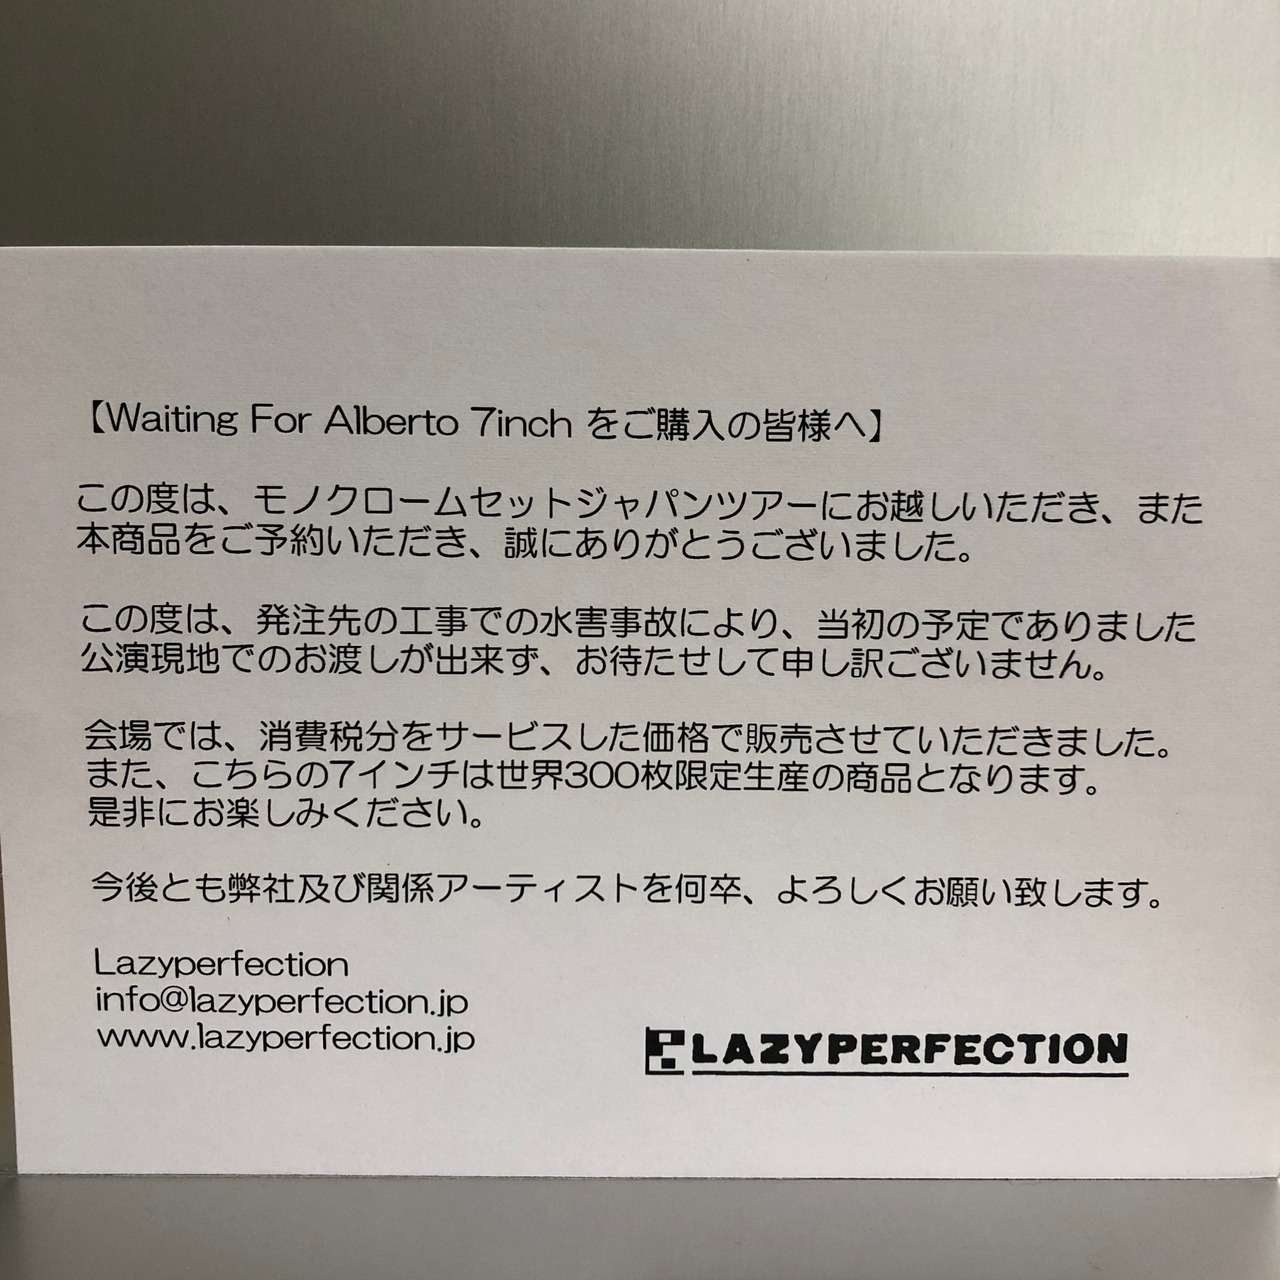 【Waiting For Alberto 7inch をご購入の皆様へ】
この度は、モノクロームセットジャパンツアーにお越しいただき、また
本商品をご予約いただき、誠にありがとうございました。
この度は、発注先の工事での水害事故により、当初の予定でありました
公演現地でのお渡しが出来ず、お待たせして申し訳ございません。
会場では、消費税分をサービスした価格で販売させていただきました。
また、こちらの7インチは世界300枚限定生産の商品となります。
是非にお楽しみください。
今後とも弊社及び関係アーティストを何卒、よろしくお願い致します。
Lazyperfection
info@lazyperfection.jp
www.lazyperfection.jp
LAZYPERFECTION